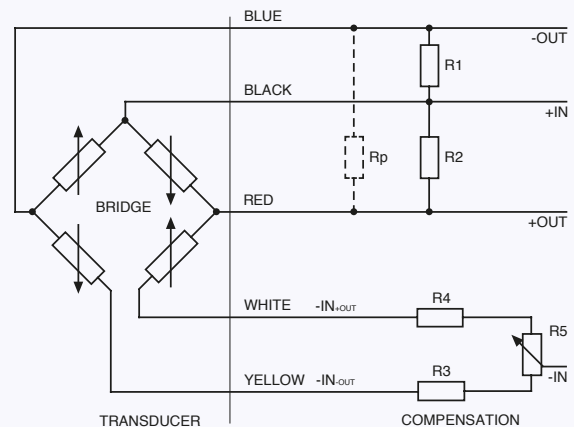 BLUE
-OUT
R1
BLACK
+IN
Rp
R2
BRIDGE
RED
+OUT
WHITE -IN+OUT
R4
R5
-IN
YELLOW -IN-OUT
R3
TRANSDUCER
COMPENSATION